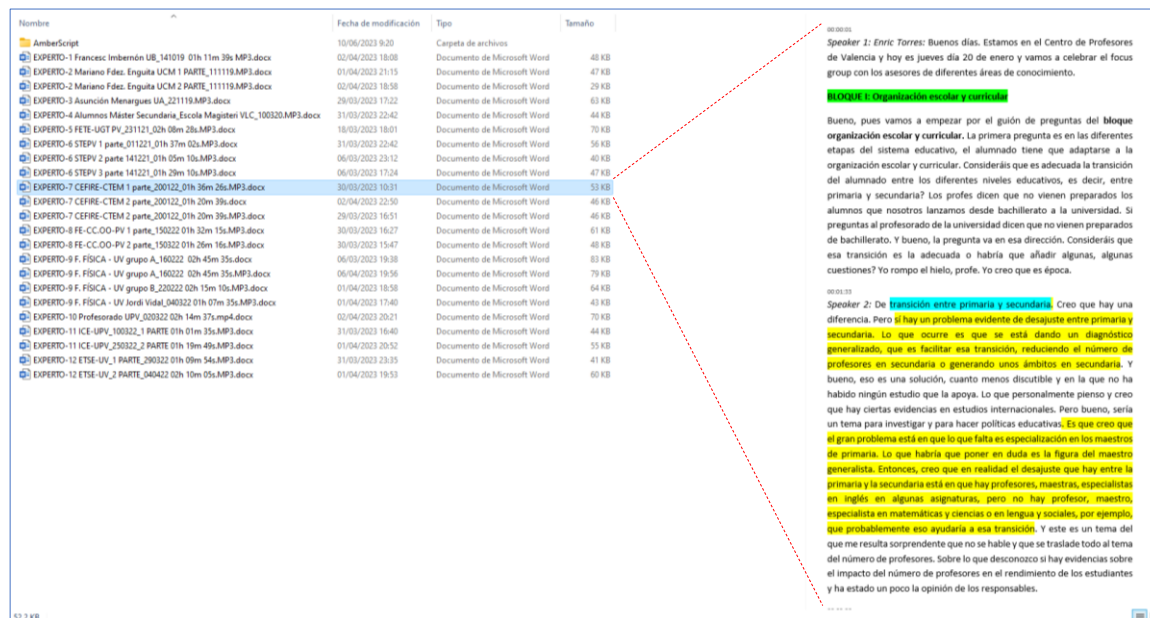 Nombre Fecha de modificación Tipo Tamaño
AmberScript 10/06/2023 9:20 Carpeta de archivos
EXPERTO-1 Francesc Imbernón UB_141019 01h 11m 39s MP3.docx 02/04/2023 18:08 Documento de Microsoft Word 48 KB
EXPERTO-2 Mariano Fdez. Enguita UCM 1 PARTE_111119.MP3.docx 01/04/2023 21:15 Documento de Microsoft Word 47 KB
EXPERTO-2 Mariano Fdez. Enguita UCM 2 PARTE_111119.MP3.docx 02/04/2023 18:58 Documento de Microsoft Word 29 KB
EXPERTO-3 Asunción Menargues UA_221119.MP3.docx 29/03/2023 17:22 Documento de Microsoft Word 63 KB
EXPERTO-4 Alumnos Máster Secundaria_Escola Magisteri VLC_100320.MP3.docx 31/03/2023 22:42 Documento de Microsoft Word 44 KB
EXPERTO-5 FETE-UGT PV_231121_02h 08m 28s.MP3.docx 18/03/2023 18:01 Documento de Microsoft Word 70 KB
EXPERTO-6 STEPV 1 parte_011221_01h 37m 02s.MP3.docx 31/03/2023 22:42 Documento de Microsoft Word 56 KB
EXPERTO-6 STEPV 2 parte 141221_01h 05m 10s.MP3.docx 06/03/2023 23:12 Documento de Microsoft Word 40 KB
EXPERTO-6 STEPV 3 parte 141221_01h 29m 10s.MP3.docx 06/03/2023 17:24 Documento de Microsoft Word 47 KB
EXPERTO-7 CEFIRE-CTEM 1 parte_200122_01h 36m 26s.MP3.docx 30/03/2023 10:31 Documento de Microsoft Word 53 KB
EXPERTO-7 CEFIRE-CTEM 2 parte_200122_01h 20m 39s.docx 02/04/2023 22:50 Documento de Microsoft Word 46 KB
EXPERTO-7 CEFIRE-CTEM 2 parte_200122_01h 20m 39s.MP3.docx 29/03/2023 16:51 Documento de Microsoft Word 46 KB
EXPERTO-8 FE-CC.OO-PV 1 parte_150222 01h 32m 15s.MP3.docx 30/03/2023 16:27 Documento de Microsoft Word 61 KB
EXPERTO-8 FE-CC.OO-PV 2 parte_150322 01h 26m 16s.MP3.docx 30/03/2023 15:47 Documento de Microsoft Word 48 KB
EXPERTO-9 F. FÍSICA - UV grupo A_160222 02h 45m 35s.docx 06/03/2023 19:38 Documento de Microsoft Word 83 KB
EXPERTO-9 F. FÍSICA - UV grupo A_160222 02h 45m 35s.MP3.docx 06/04/2023 19:56 Documento de Microsoft Word 79 KB
EXPERTO-9 F. FÍSICA - UV grupo B_220222 02h 15m 10s.MP3.docx 01/04/2023 18:58 Documento de Microsoft Word 64 KB
EXPERTO-9 F. FÍSICA - UV Jordi Vidal_040322 01h 07m 35s.MP3.docx 01/04/2023 17:40 Documento de Microsoft Word 43 KB
EXPERTO-10 Profesorado UPV_020322 02h 14m 37s.mp4.docx 02/04/2023 20:21 Documento de Microsoft Word 70 KB
EXPERTO-11 ICE-UPV_100322_1 PARTE 01h 01m 35s.MP3.docx 31/03/2023 16:40 Documento de Microsoft Word 44 KB
EXPERTO-11 ICE-UPV_250322_2 PARTE 01h 19m 49s.MP3.docx 01/04/2023 20:52 Documento de Microsoft Word 55 KB
EXPERTO-12 ETSE-UV_1 PARTE_290322 01h 09m 54s.MP3.docx 31/03/2023 23:35 Documento de Microsoft Word 41 KB
EXPERTO-12 ETSE-UV_2 PARTE_040422 02h 10m 05s.MP3.docx 01/04/2023 19:53 Documento de Microsoft Word 60 KB
00:00:01
Speaker 1: Enric Torres: Buenos días. Estamos en el Centro de Profesores
de Valencia y hoy es jueves día 20 de enero y vamos a celebrar el focus
group con los asesores de diferentes áreas de conocimiento.
BLOQUE I: Organización escolar y curricular
Bueno, pues vamos a empezar por el guión de preguntas del bloque
organización escolar y curricular. La primera pregunta es en las diferentes
etapas del sistema educativo, el alumnado tiene que adaptarse a la
organización escolar y curricular. Consideráis que es adecuada la transición
del alumnado entre los diferentes niveles educativos, es decir, entre
primaria y secundaria? Los profes dicen que no vienen preparados los
alumnos que nosotros lanzamos desde bachillerato a la universidad. Si
preguntas al profesorado de la universidad dicen que no vienen preparados
de bachillerato. Y bueno, la pregunta va en esa dirección. Consideráis que
esa transición es la adecuada o habría que añadir algunas, algunas
cuestiones? Yo rompo el hielo, profe. Yo creo que es época.
00:01:33
Speaker 2: De transición entre primaria y secundaria. Creo que hay una
diferencia. Pero sí hay un problema evidente de desajuste entre primaria y
secundaria. Lo que ocurre es que se está dando un diagnóstico
generalizado, que es facilitar esa transición, reduciendo el número de
profesores en secundaria o generando unos ámbitos en secundaria. Y
bueno, eso es una solución, cuanto menos discutible y en la que no ha
habido ningún estudio que la apoya. Lo que personalmente pienso y creo
que hay ciertas evidencias en estudios internacionales. Pero bueno, sería
un tema para investigar y para hacer políticas educativas. Es que creo que
el gran problema está en que lo que falta es especialización en los maestros
de primaria. Lo que habría que poner en duda es la figura del maestro
generalista. Entonces, creo que en realidad el desajuste que hay entre la
primaria y la secundaria está en que hay profesores, maestras, especialistas
en inglés en algunas asignaturas, pero no hay profesor, maestro,
especialista en matemáticas y ciencias o en lengua y sociales, por ejemplo,
que probablemente eso ayudaría a esa transición. Y este es un tema del
que me resulta sorprendente que no se hable y que se traslade todo al tema
del número de profesores. Sobre lo que desconozco si hay evidencias sobre
el impacto del número de profesores en el rendimiento de los estudiantes
y ha estado un poco la opinión de los responsables.